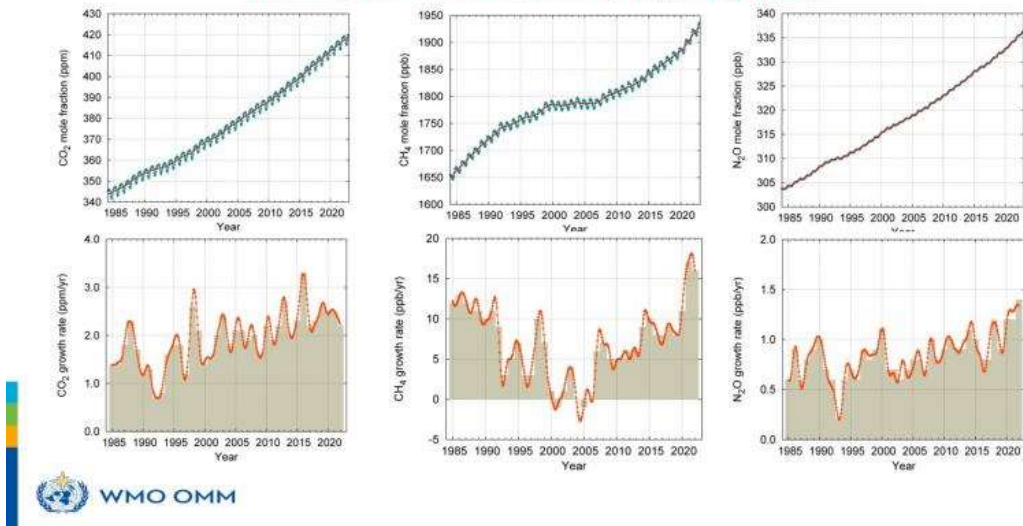 CO2 mole fraction (ppm)
420
410
400
390
380
370
360
350
340
1985 1990 1995 2000 2005 2010 2015 2020
Year
CH4 mole fraction (ppb)
1950
1900
1850
1800
1750
1700
1650
1600
1985 1990 1995 2000 2005 2010 2015 2020
Year
N2O mole fraction (ppb)
340
335
330
325
320
315
310
305
300
1985 1990 1995 2000 2005 2010 2015 2020
CO2 growth rate (ppm/yr)
4.0
3.0
2.0
1.0
0.0
1985 1990 1995 2000 2005 2010 2015 2020
Year
CH4 growth rate (ppb/yr)
20
15
10
5
0
-5
1985 1990 1995 2000 2005 2010 2015 2020
Year
N2O growth rate (ppb/yr)
2.0
1.5
1.0
0.5
0.0
1985 1990 1995 2000 2005 2010 2015 2020
Year
WMO OMM